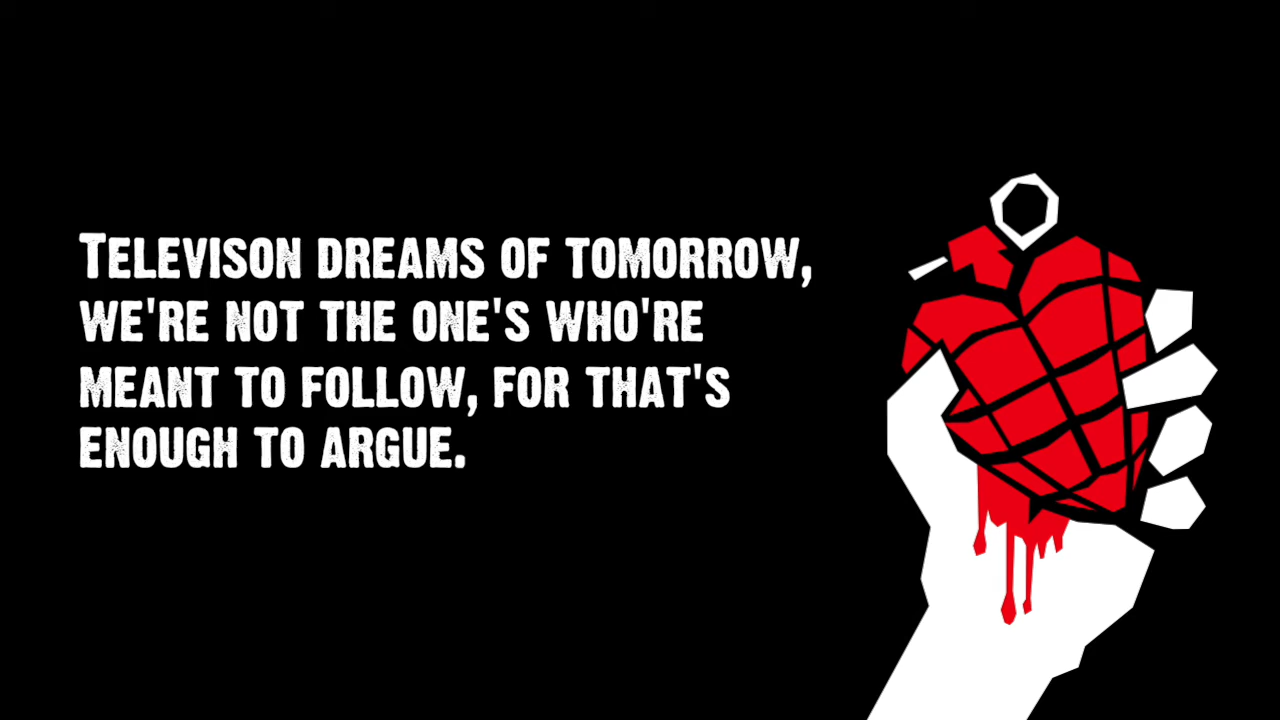 Televison dreams of tomorrow,
we're not the one's who're
meant to follow, for that's
enough to argue.